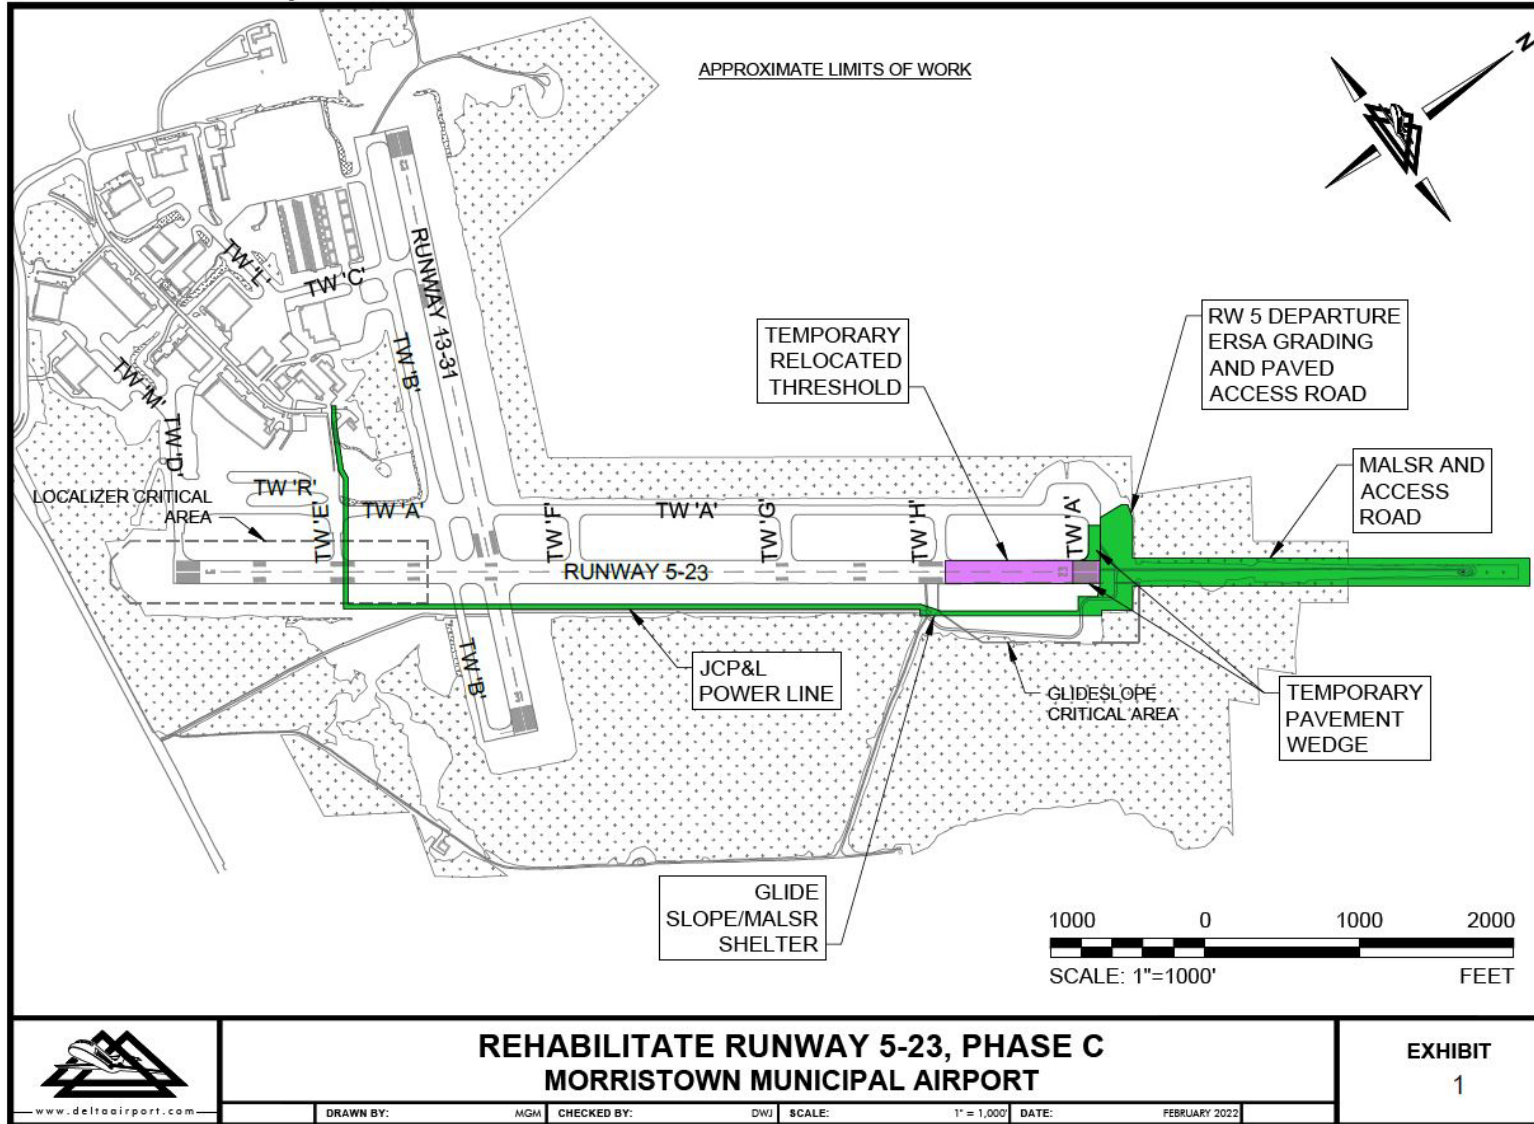 APPROXIMATE LIMITS OF WORK
N
23
RUNWAY 13-31
TW 'L'
TW 'C'
TW 'B'
TW 'M'
TW 'D'
TEMPORARY
RELOCATED
THRESHOLD
RW 5 DEPARTURE
ERSA GRADING
AND PAVED
ACCESS ROAD
MALSR AND
ACCESS
ROAD
LOCALIZER CRITICAL
AREA
TW 'R'
TW 'E'
TW 'A'
TW 'F'
TW 'A'
TW 'G'
TW 'H'
TW 'A'
5
RUNWAY 5-23
23
TW 'B'
31
JCP&L
POWER LINE
GLIDESLOPE
CRITICAL AREA
TEMPORARY
PAVEMENT
WEDGE
GLIDE
SLOPE/MALSR
SHELTER
1000 0 1000 2000
SCALE: 1"=1000' FEET
www.deltaairport.com
REHABILITATE RUNWAY 5-23, PHASE C
MORRISTOWN MUNICIPAL AIRPORT
DRAWN BY: MGM CHECKED BY: DWJ SCALE: 1" = 1,000' DATE: FEBRUARY 2022
EXHIBIT
1